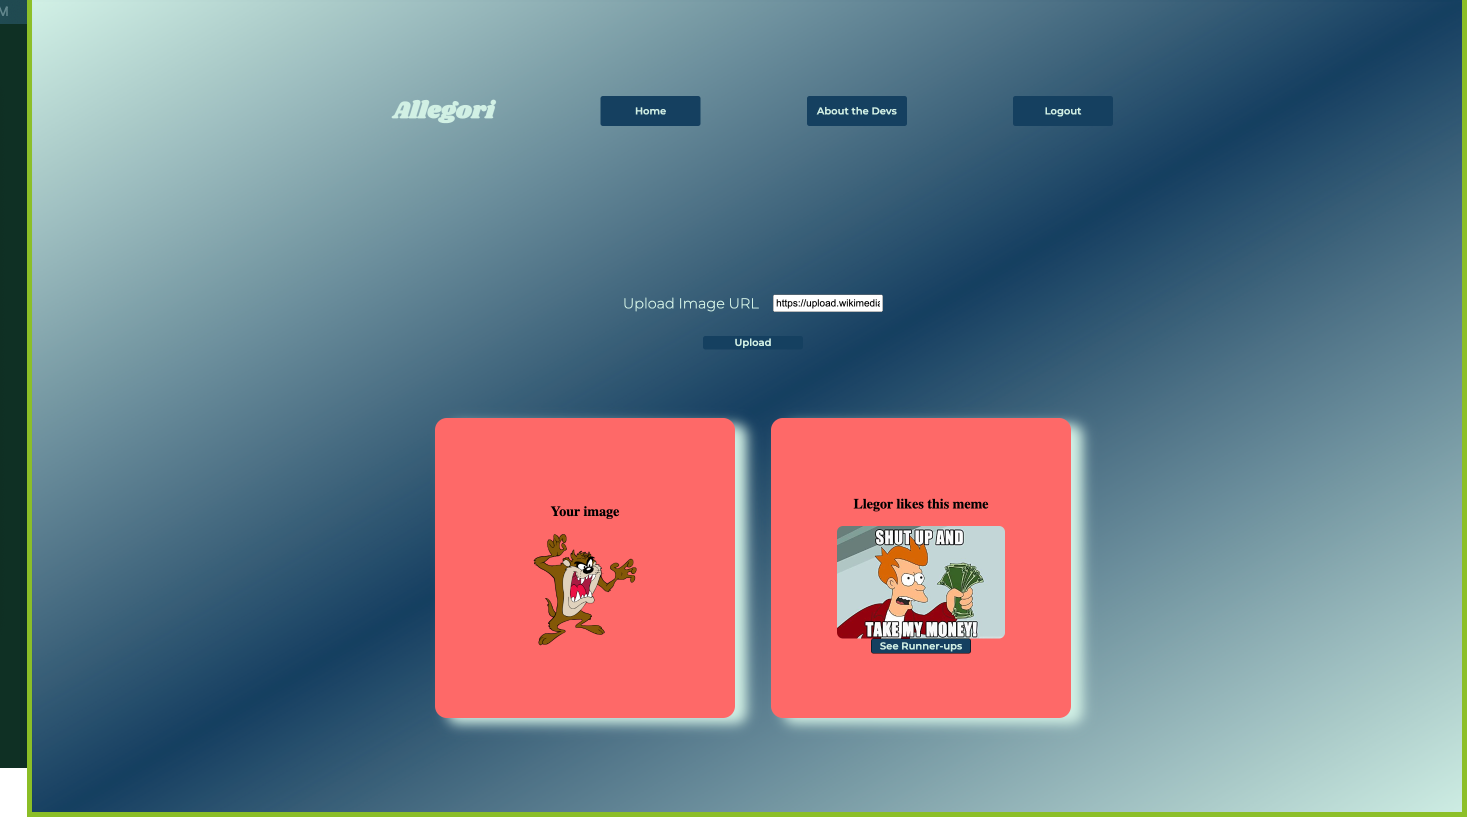 M
Allegori
Home
About the Devs
Logout
Upload Image URL
https://upload.wikimedia
Upload
Your image
Llegor likes this meme
SHUT UP AND
TAKE MY MONEY!
See Runner-ups